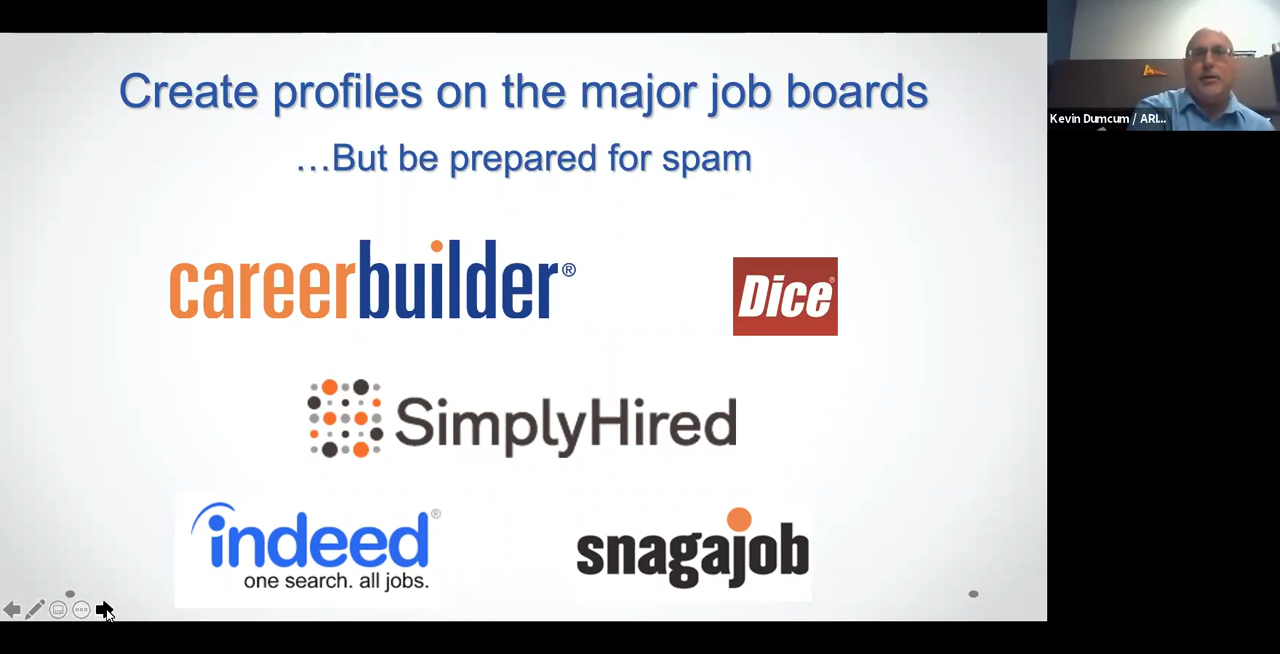 Create profiles on the major job boards
…But be prepared for spam
careerbuilder®
Dice®
SimplyHired
indeed®
one search. all jobs.
snagajob
Kevin Dumcum / ARI...